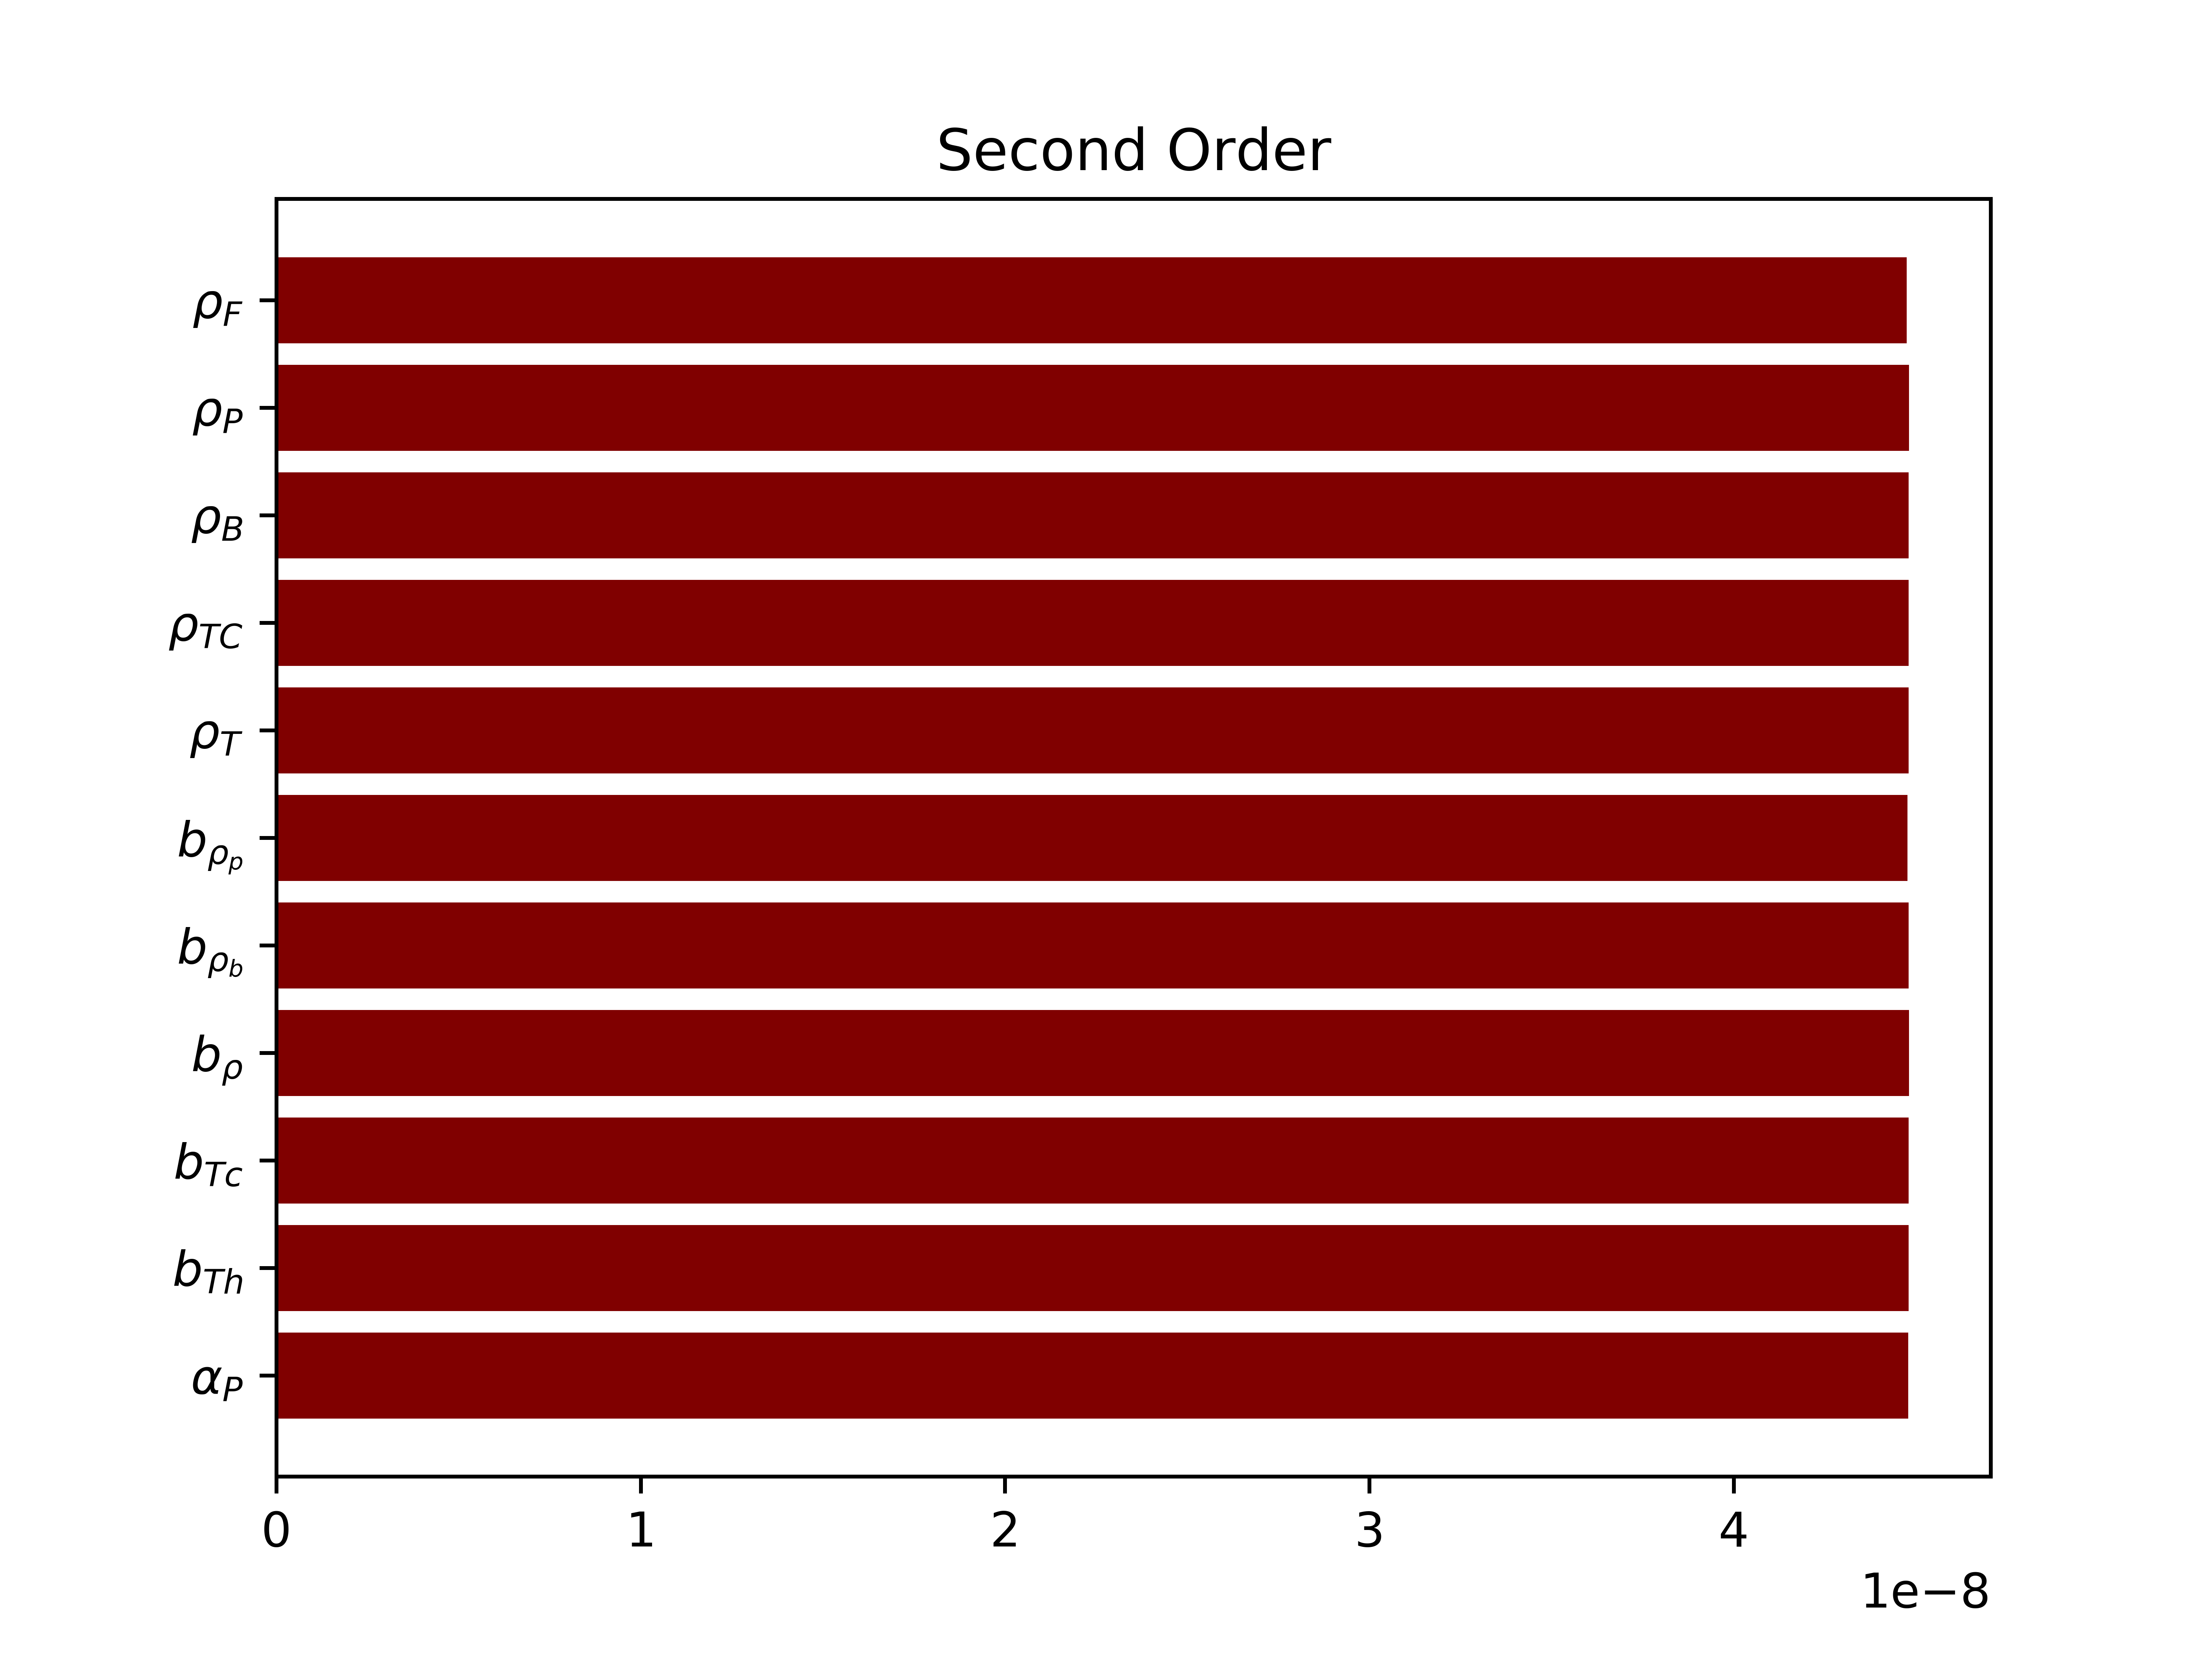 Second Order
ρ_F
ρ_P
ρ_B
ρ_TC
ρ_T
b_ρ_p
b_ρ_b
b_ρ
b_Tc
b_Th
α_P
0 1 2 3 4
1e−8